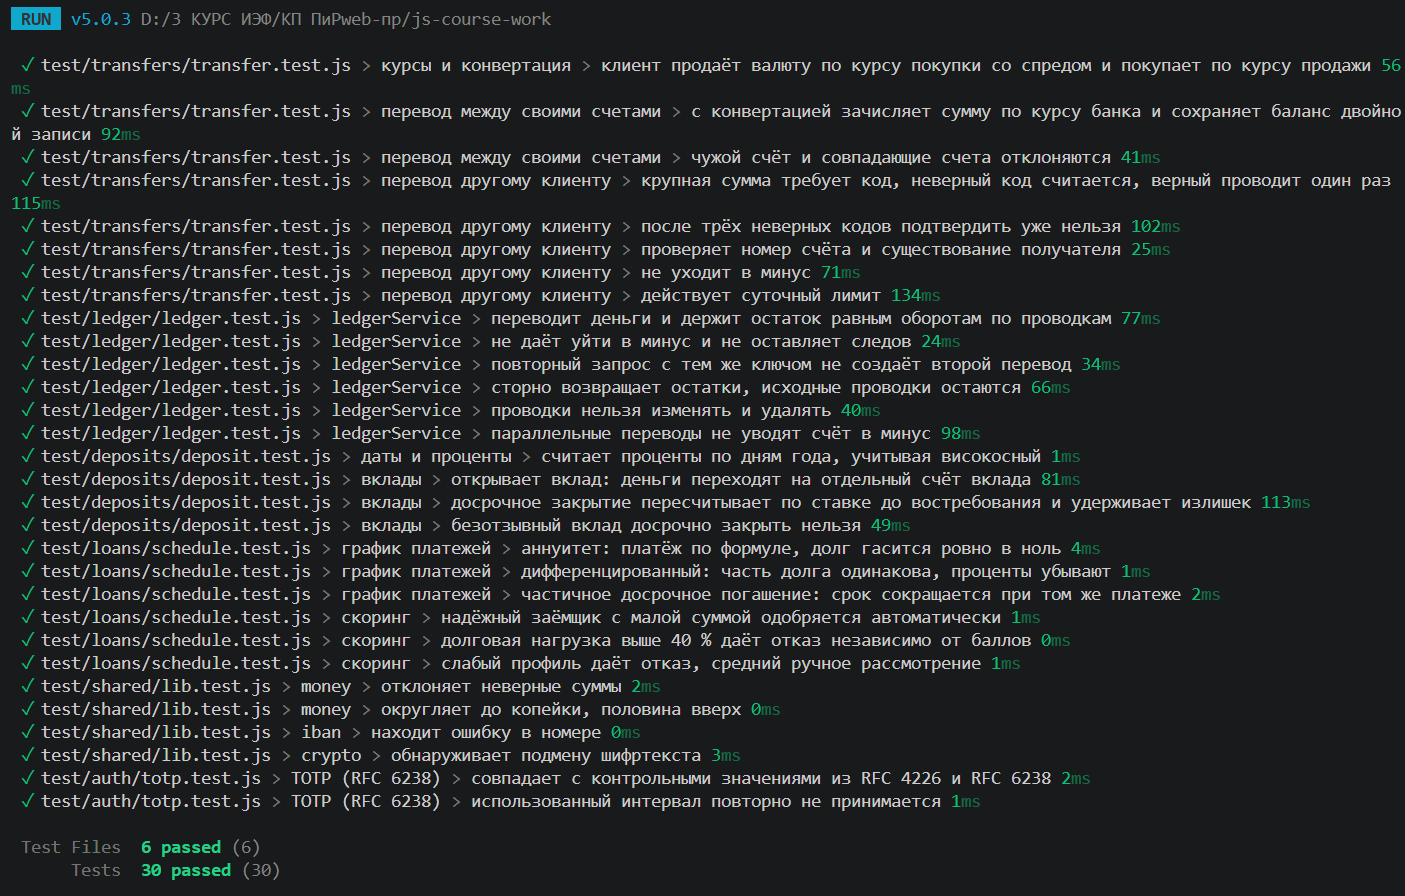 RUN v5.0.3 D:/3 КУРС ИЭФ/КП ПиРweb-пр/js-course-work
✓ test/transfers/transfer.test.js > курсы и конвертация > клиент продаёт валюту по курсу покупки со спредом и покупает по курсу продажи 56
ms
✓ test/transfers/transfer.test.js > перевод между своими счетами > с конвертацией зачисляет сумму по курсу банка и сохраняет баланс двойно
й записи 92ms
✓ test/transfers/transfer.test.js > перевод между своими счетами > чужой счёт и совпадающие счета отклоняются 41ms
✓ test/transfers/transfer.test.js > перевод другому клиенту > крупная сумма требует код, неверный код считается, верный проводит один раз
115ms
✓ test/transfers/transfer.test.js > перевод другому клиенту > после трёх неверных кодов подтвердить уже нельзя 102ms
✓ test/transfers/transfer.test.js > перевод другому клиенту > проверяет номер счёта и существование получателя 25ms
✓ test/transfers/transfer.test.js > перевод другому клиенту > не уходит в минус 71ms
✓ test/transfers/transfer.test.js > перевод другому клиенту > действует суточный лимит 134ms
✓ test/ledger/ledger.test.js > ledgerService > переводит деньги и держит остаток равным оборотам по проводкам 77ms
✓ test/ledger/ledger.test.js > ledgerService > не даёт уйти в минус и не оставляет следов 24ms
✓ test/ledger/ledger.test.js > ledgerService > повторный запрос с тем же ключом не создаёт второй перевод 34ms
✓ test/ledger/ledger.test.js > ledgerService > сторно возвращает остатки, исходные проводки остаются 66ms
✓ test/ledger/ledger.test.js > ledgerService > проводки нельзя изменять и удалять 40ms
✓ test/ledger/ledger.test.js > ledgerService > параллельные переводы не уводят счёт в минус 98ms
✓ test/deposits/deposit.test.js > даты и проценты > считает проценты по дням года, учитывая високосный 1ms
✓ test/deposits/deposit.test.js > вклады > открывает вклад: деньги переходят на отдельный счёт вклада 81ms
✓ test/deposits/deposit.test.js > вклады > досрочное закрытие пересчитывает по ставке до востребования и удерживает излишек 113ms
✓ test/deposits/deposit.test.js > вклады > безотзывный вклад досрочно закрыть нельзя 49ms
✓ test/loans/schedule.test.js > график платежей > аннуитет: платёж по формуле, долг гасится ровно в ноль 4ms
✓ test/loans/schedule.test.js > график платежей > дифференцированный: часть долга одинакова, проценты убывают 1ms
✓ test/loans/schedule.test.js > график платежей > частичное досрочное погашение: срок сокращается при том же платеже 2ms
✓ test/loans/schedule.test.js > скоринг > надёжный заёмщик с малой суммой одобряется автоматически 1ms
✓ test/loans/schedule.test.js > скоринг > долговая нагрузка выше 40 % даёт отказ независимо от баллов 0ms
✓ test/loans/schedule.test.js > скоринг > слабый профиль даёт отказ, средний ручное рассмотрение 1ms
✓ test/shared/lib.test.js > money > отклоняет неверные суммы 2ms
✓ test/shared/lib.test.js > money > округляет до копейки, половина вверх 0ms
✓ test/shared/lib.test.js > iban > находит ошибку в номере 0ms
✓ test/shared/lib.test.js > crypto > обнаруживает подмену шифртекста 3ms
✓ test/auth/totp.test.js > TOTP (RFC 6238) > совпадает с контрольными значениями из RFC 4226 и RFC 6238 2ms
✓ test/auth/totp.test.js > TOTP (RFC 6238) > использованный интервал повторно не принимается 1ms
Test Files 6 passed (6)
Tests 30 passed (30)